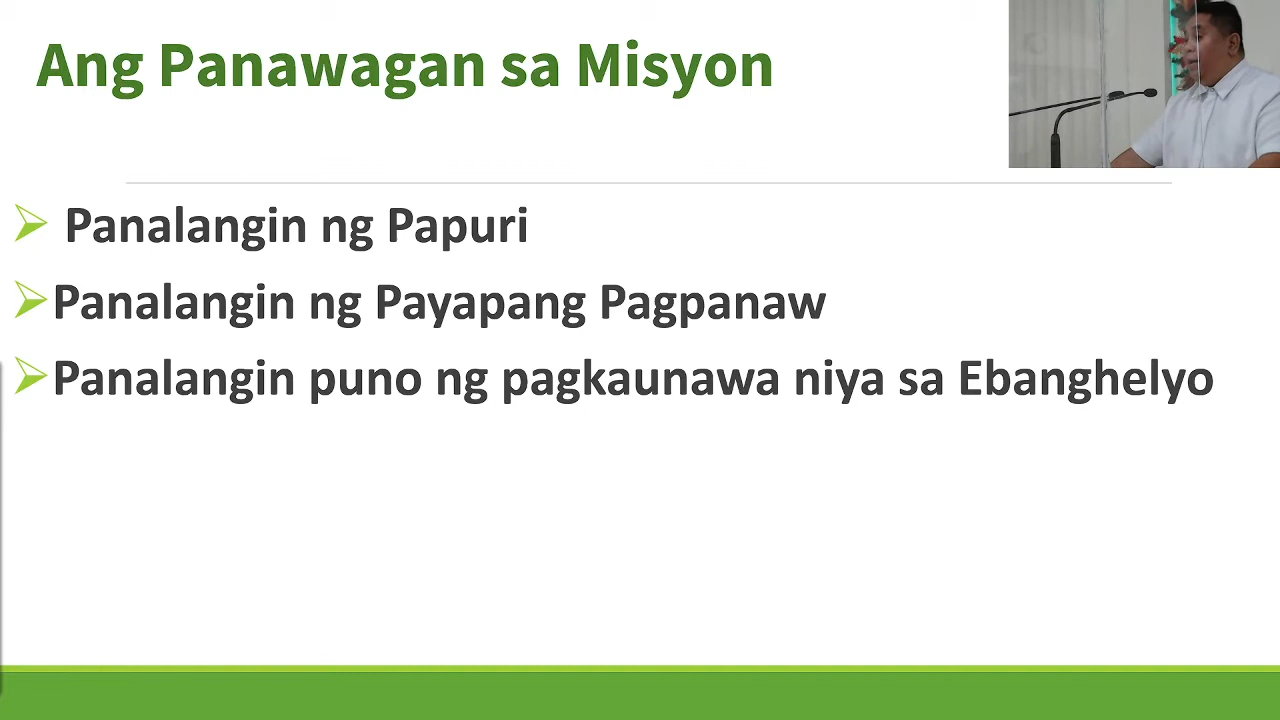 Ang Panawagan sa Misyon
Panalangin ng Papuri
Panalangin ng Payapang Pagpanaw
Panalangin puno ng pagkaunawa niya sa Ebanghelyo